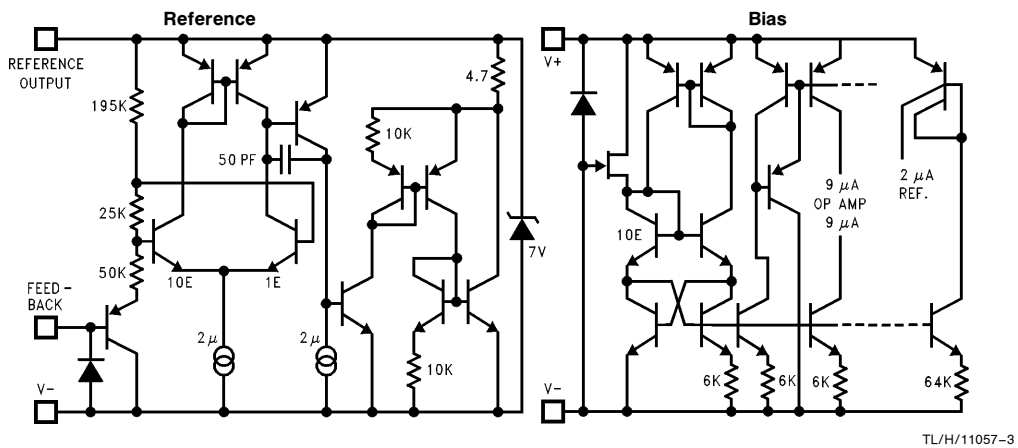 Reference
Bias
REFERENCE
OUTPUT
V+
4.7
195K
10K
50 PF
2 μA
REF.
9 μA
OP AMP
9 μA
25K
7V
10E
50K
10E
1E
FEED-
BACK
2μ
2μ
10K
6K
6K
6K
64K
V-
V-
TL/H/11057-3